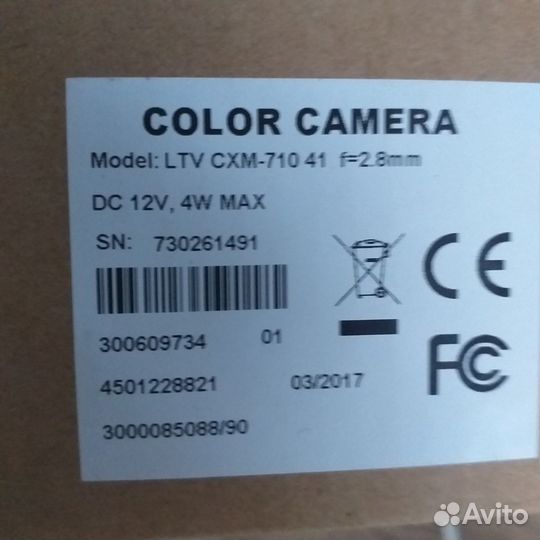 COLOR CAMERA
Model: LTV CXM-710 41 f=2.8mm
DC 12V, 4W MAX
SN: 730261491
300609734 01
4501228821 03/2017
3000085088/90
CE
FC
Avito